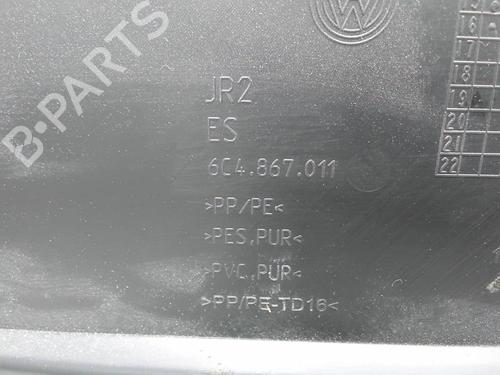 15
16
17
18
19
20
21
22
B-PARTS
JR2
ES
6C4.867.011
>PP/PE<
>PES,PUR<
>PVC,PUR<
>PP/PE-TD16<